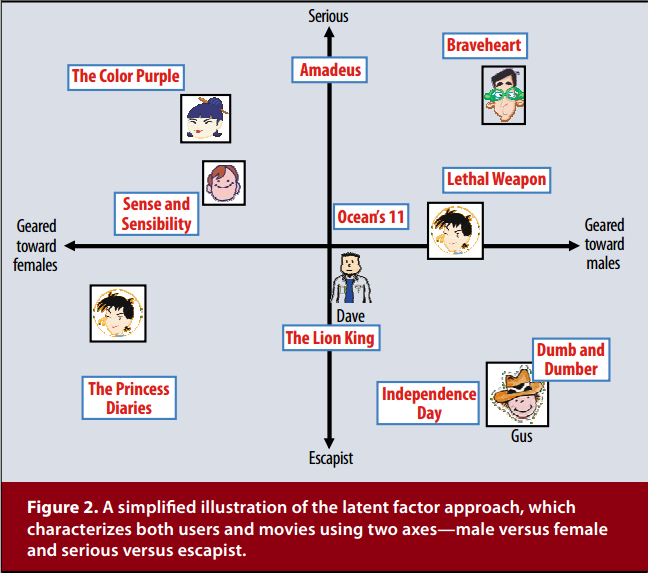 Serious
Braveheart
The Color Purple
Amadeus
Lethal Weapon
Sense and
Sensibility
Ocean's 11
Geared
toward
females
Geared
toward
males
Dave
The Lion King
Dumb and
Dumber
The Princess
Diaries
Independence
Day
Gus
Escapist
Figure 2. A simplified illustration of the latent factor approach, which
characterizes both users and movies using two axes—male versus female
and serious versus escapist.